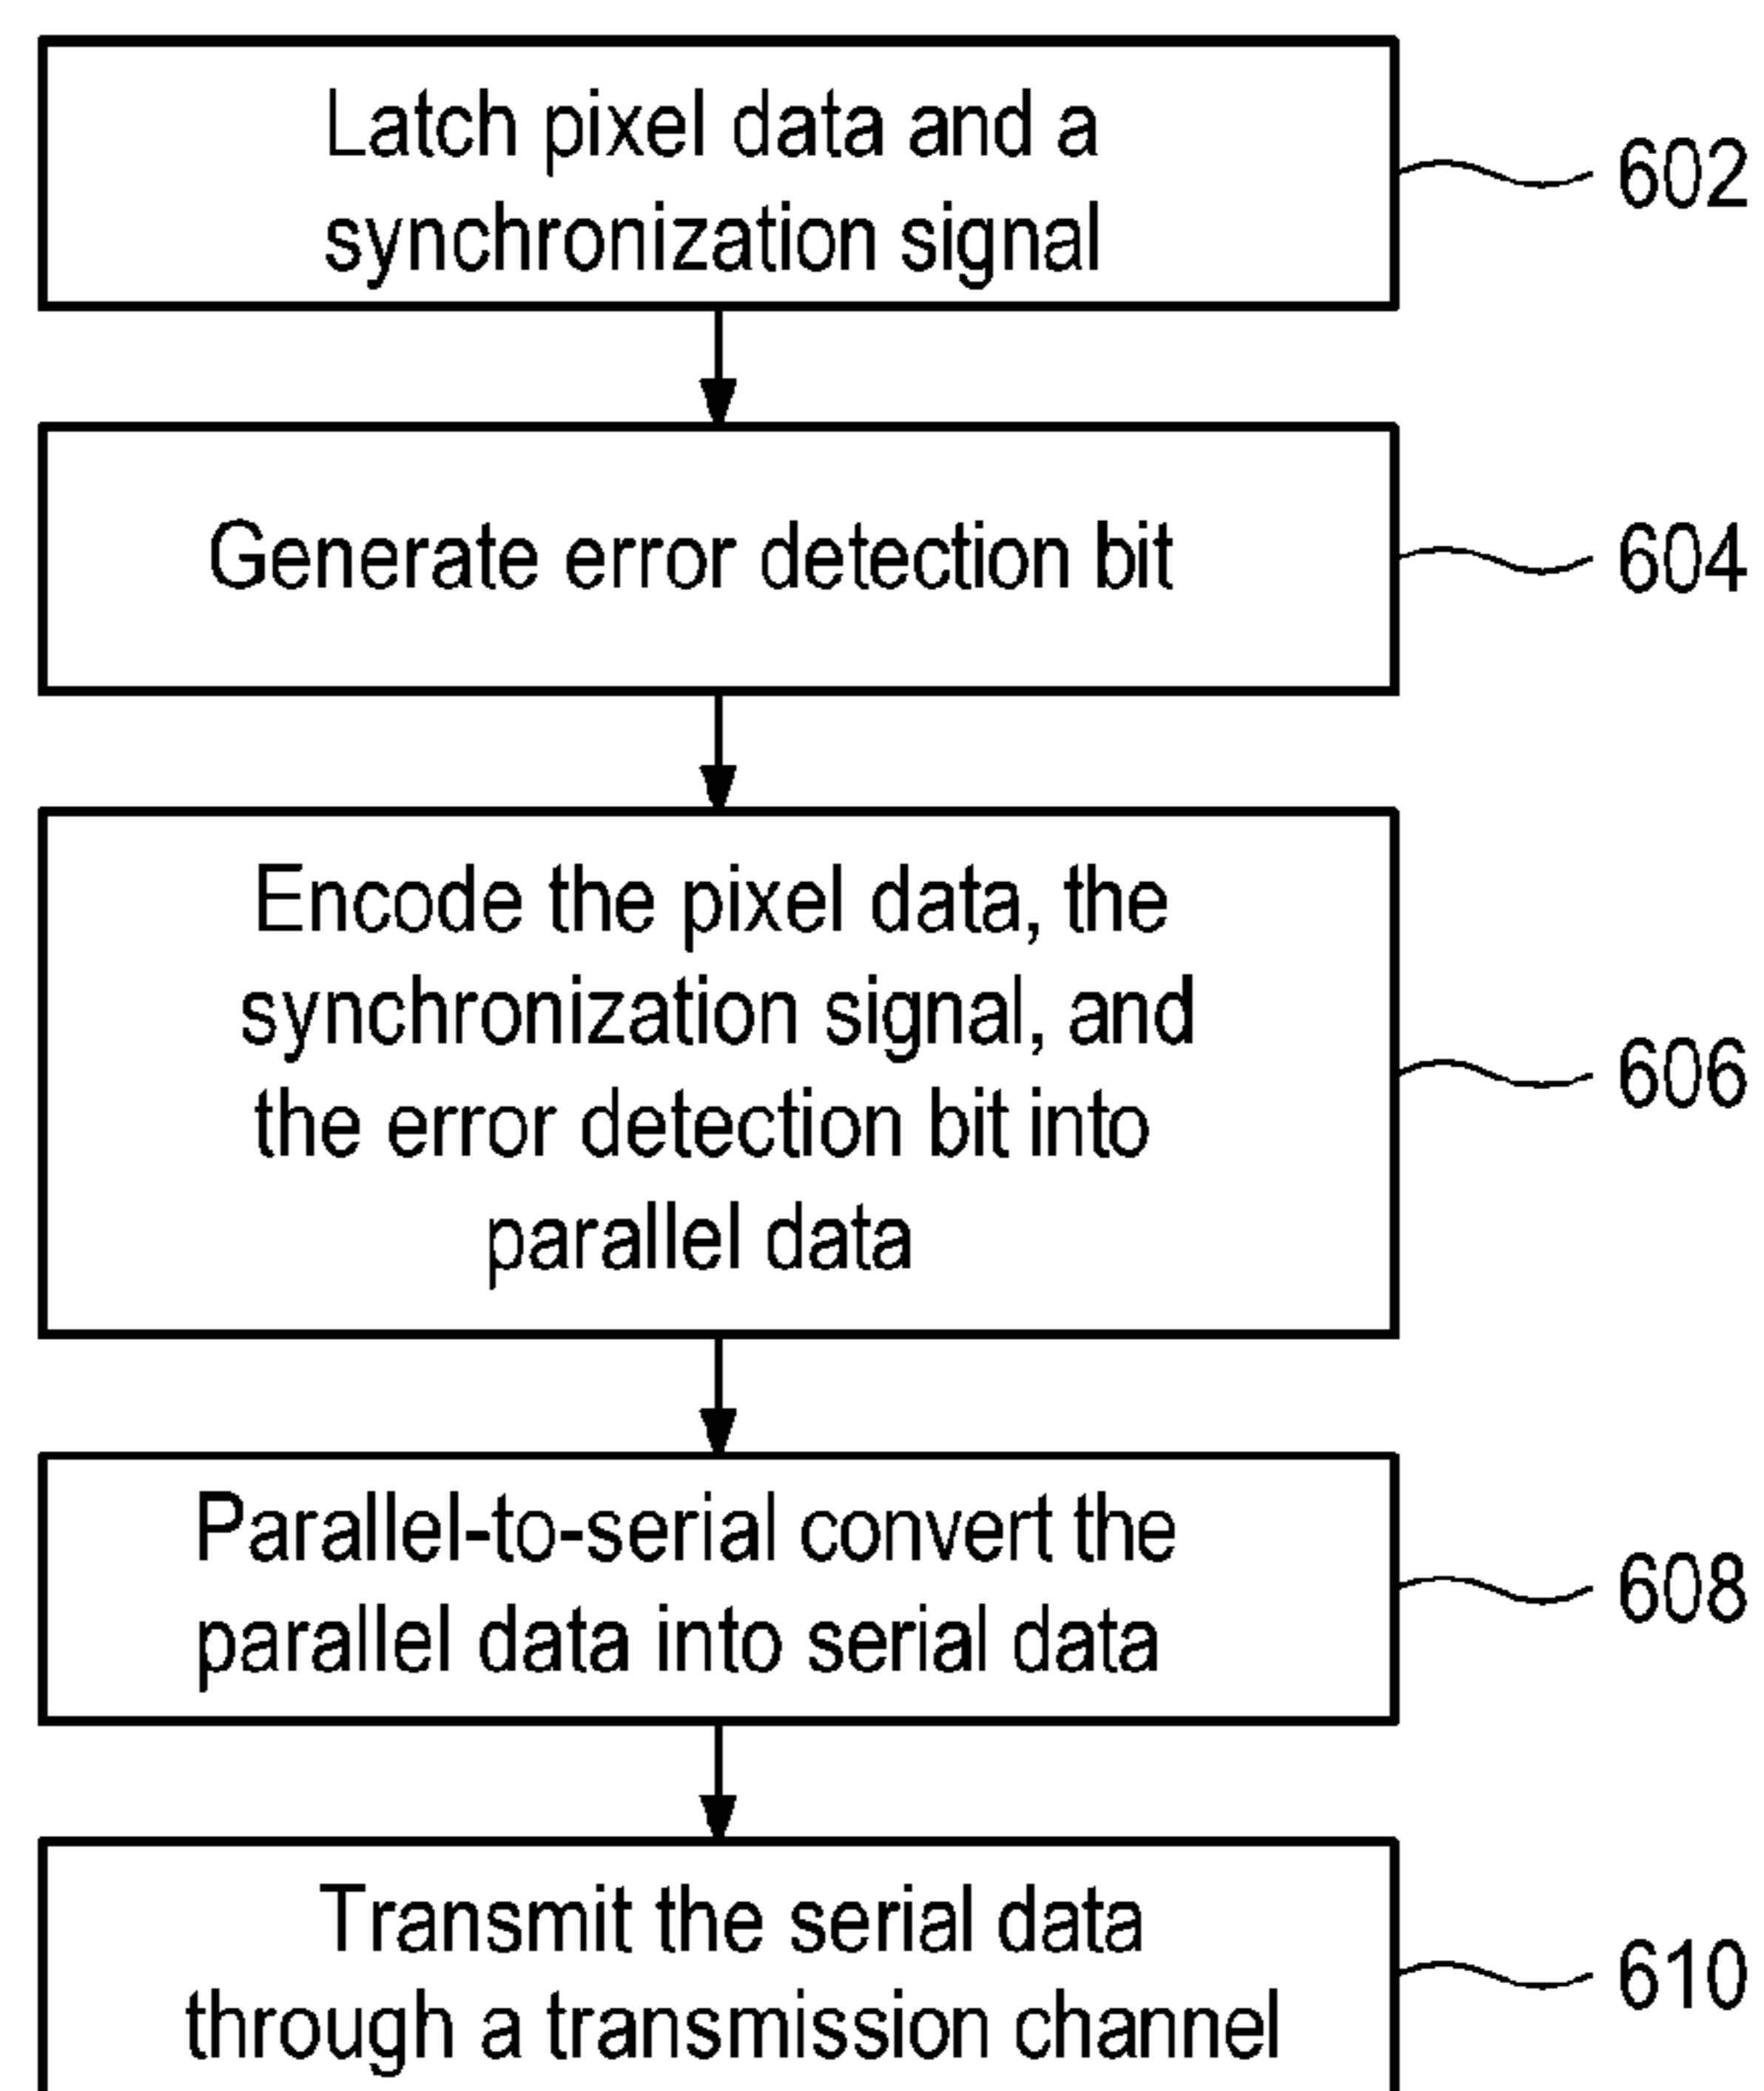 Latch pixel data and a
synchronization signal
602
Generate error detection bit
604
Encode the pixel data, the
synchronization signal, and
the error detection bit into
parallel data
606
Parallel-to-serial convert the
parallel data into serial data
608
Transmit the serial data
through a transmission channel
610